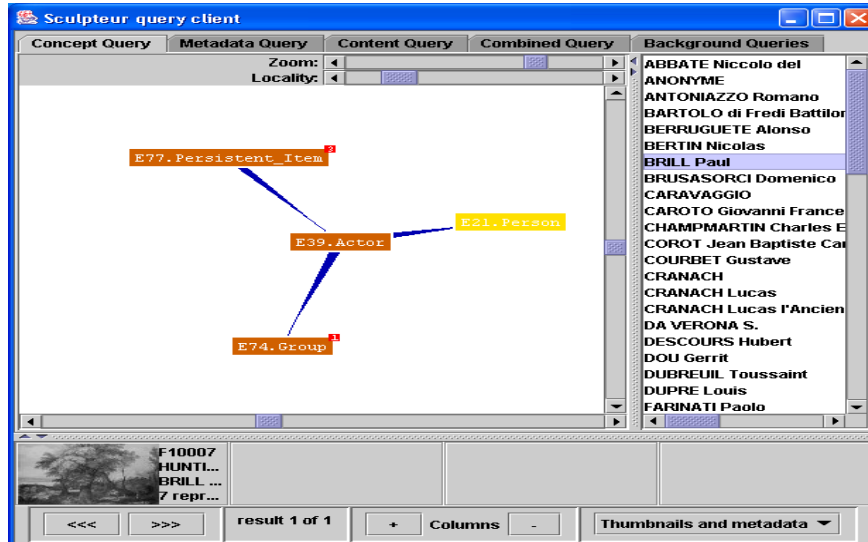 Sculpteur query client
Concept Query Metadata Query Content Query Combined Query Background Queries
Zoom:
Locality:
E77.Persistent_Item
E21.Person
E39.Actor
E74.Group
1
ABBATE Niccolo del
ANONYME
ANTONIAZZO Romano
BARTOLO di Fredi Battilor
BERRUGUETE Alonso
BERTIN Nicolas
BRILL Paul
BRUSASORCI Domenico
CARAVAGGIO
CAROTO Giovanni France
CHAMPMARTIN Charles E
COROT Jean Baptiste Cai
COURBET Gustave
CRANACH
CRANACH Lucas
CRANACH Lucas l'Ancien
DA VERONA S.
DESCOURS Hubert
DOU Gerrit
DUBREUIL Toussaint
DUPRE Louis
FARINATI Paolo
F10007
HUNTI...
BRILL ...
7 repr...
<<< >>> result 1 of 1 + Columns - Thumbnails and metadata